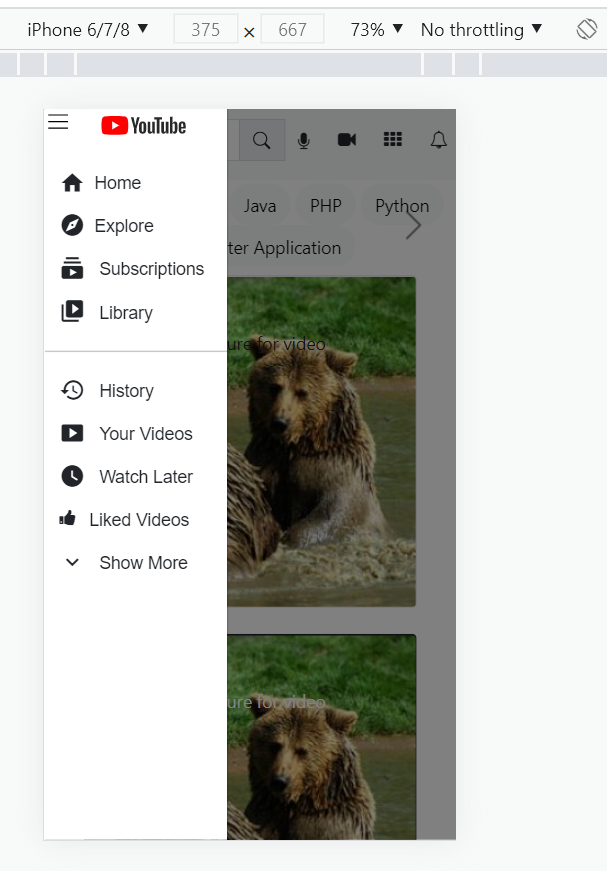 iPhone 6/7/8 ▼ 375 × 667 73% ▼ No throttling ▼
YouTube
Home
Java PHP Python
Explore
ter Application
Subscriptions
Library
ure for video
History
Your Videos
Watch Later
Liked Videos
Show More
ure for video